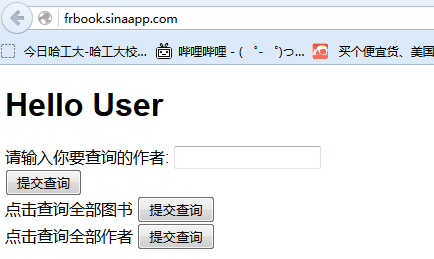 frbook.sinaapp.com
今日哈工大-哈工大校... 哔哩哔哩 - ( ゜- ゜)つ... 买个便宜货、美国
Hello User
请输入你要查询的作者:
提交查询
点击查询全部图书 提交查询
点击查询全部作者 提交查询